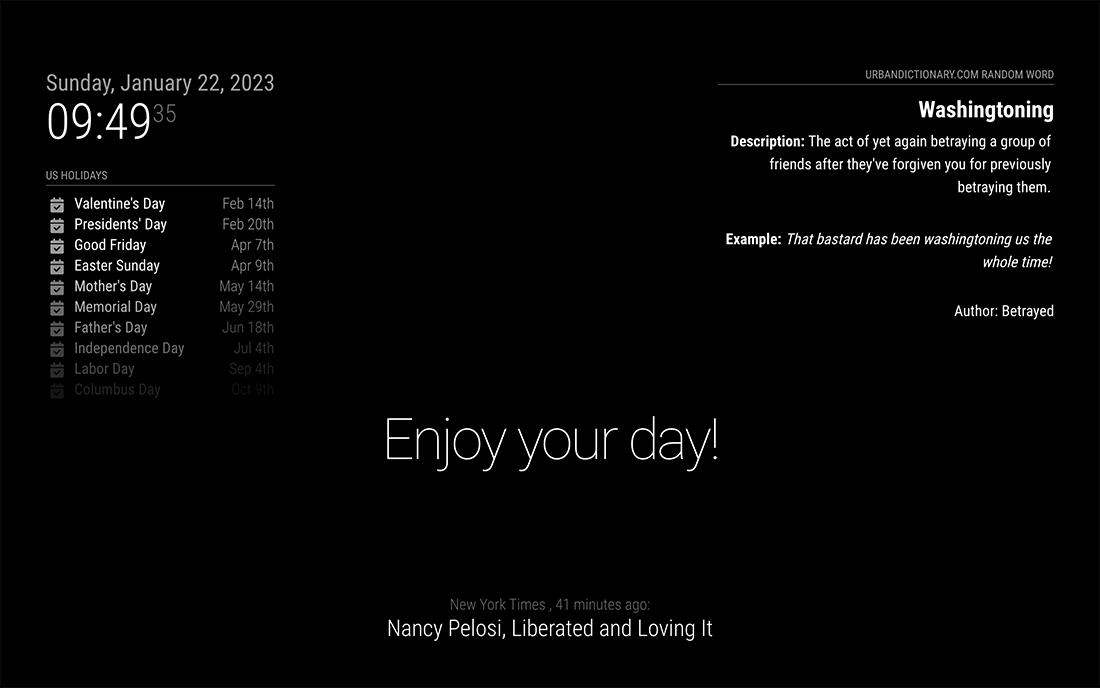 Sunday, January 22, 2023
09:49 35
US HOLIDAYS
Valentine's Day Feb 14th
Presidents' Day Feb 20th
Good Friday Apr 7th
Easter Sunday Apr 9th
Mother's Day May 14th
Memorial Day May 29th
Father's Day Jun 18th
Independence Day Jul 4th
Labor Day Sep 4th
Columbus Day Oct 9th
URBANDICTIONARY.COM RANDOM WORD
Washingtoning
Description: The act of yet again betraying a group of
friends after they've forgiven you for previously
betraying them.
Example: That bastard has been washingtoning us the
whole time!
Author: Betrayed
Enjoy your day!
New York Times , 41 minutes ago:
Nancy Pelosi, Liberated and Loving It